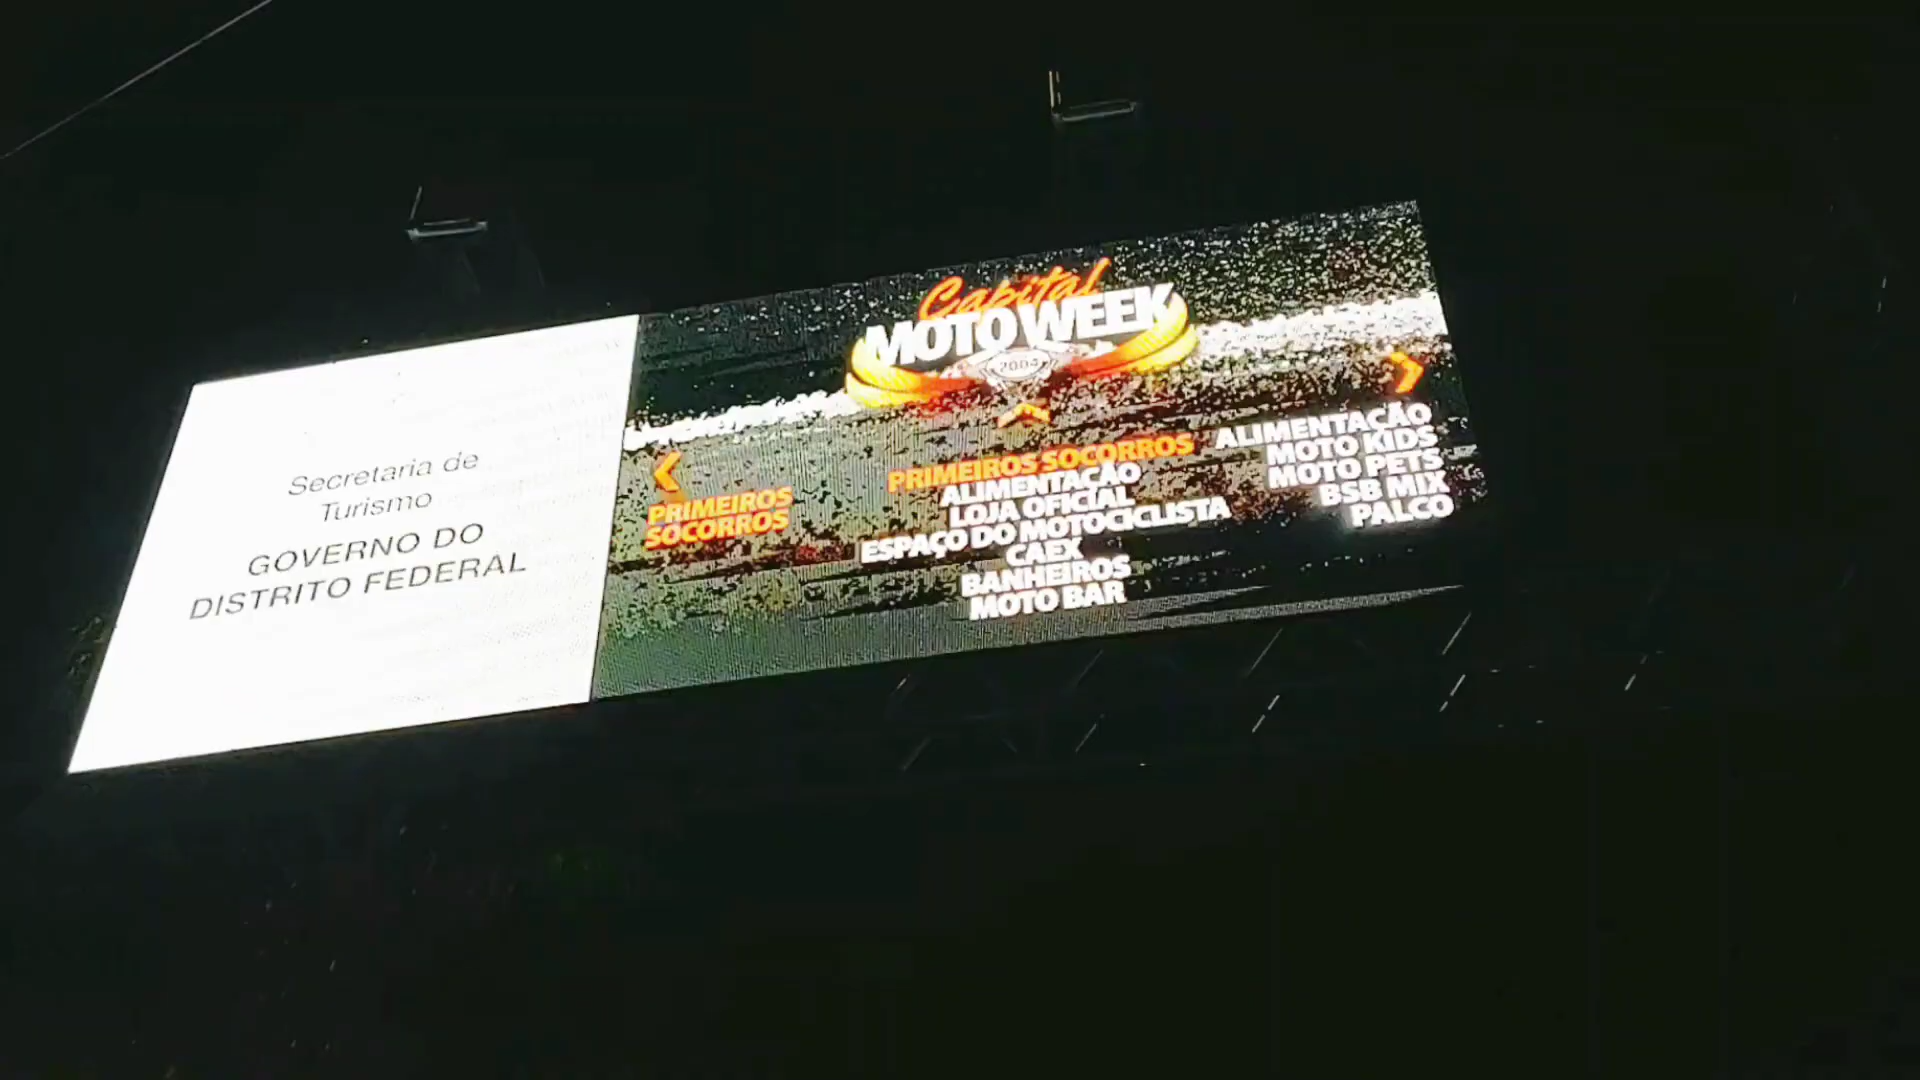 Secretaria de
Turismo
GOVERNO DO
DISTRITO FEDERAL
Capital
MOTO WEEK
2004
PRIMEIROS
SOCORROS
PRIMEIROS SOCORROS
ALIMENTAÇÃO
LOJA OFICIAL
ESPAÇO DO MOTOCICLISTA
CAEX
BANHEIROS
MOTO BAR
ALIMENTAÇÃO
MOTO KIDS
MOTO PETS
BSB MIX
PALCO